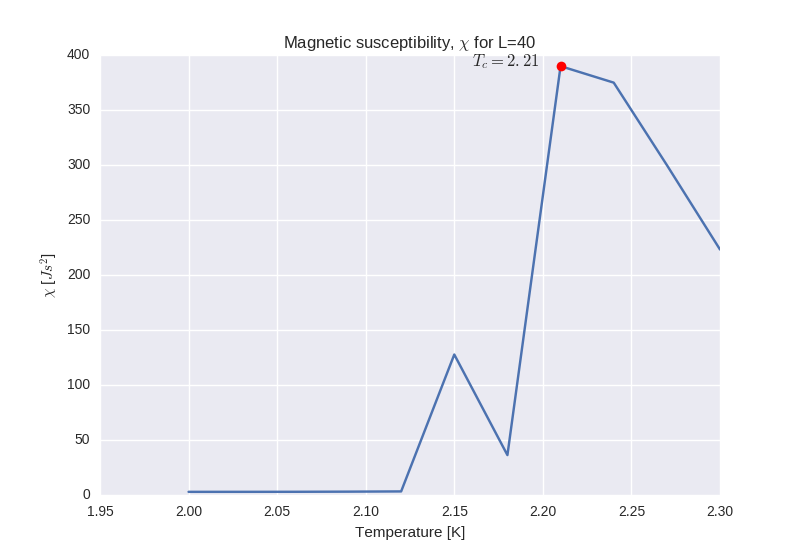 Magnetic susceptibility, χ for L=40
T_c = 2.21
400
350
300
250
200
150
100
50
0
χ [Js²]
1.95 2.00 2.05 2.10 2.15 2.20 2.25 2.30
Temperature [K]